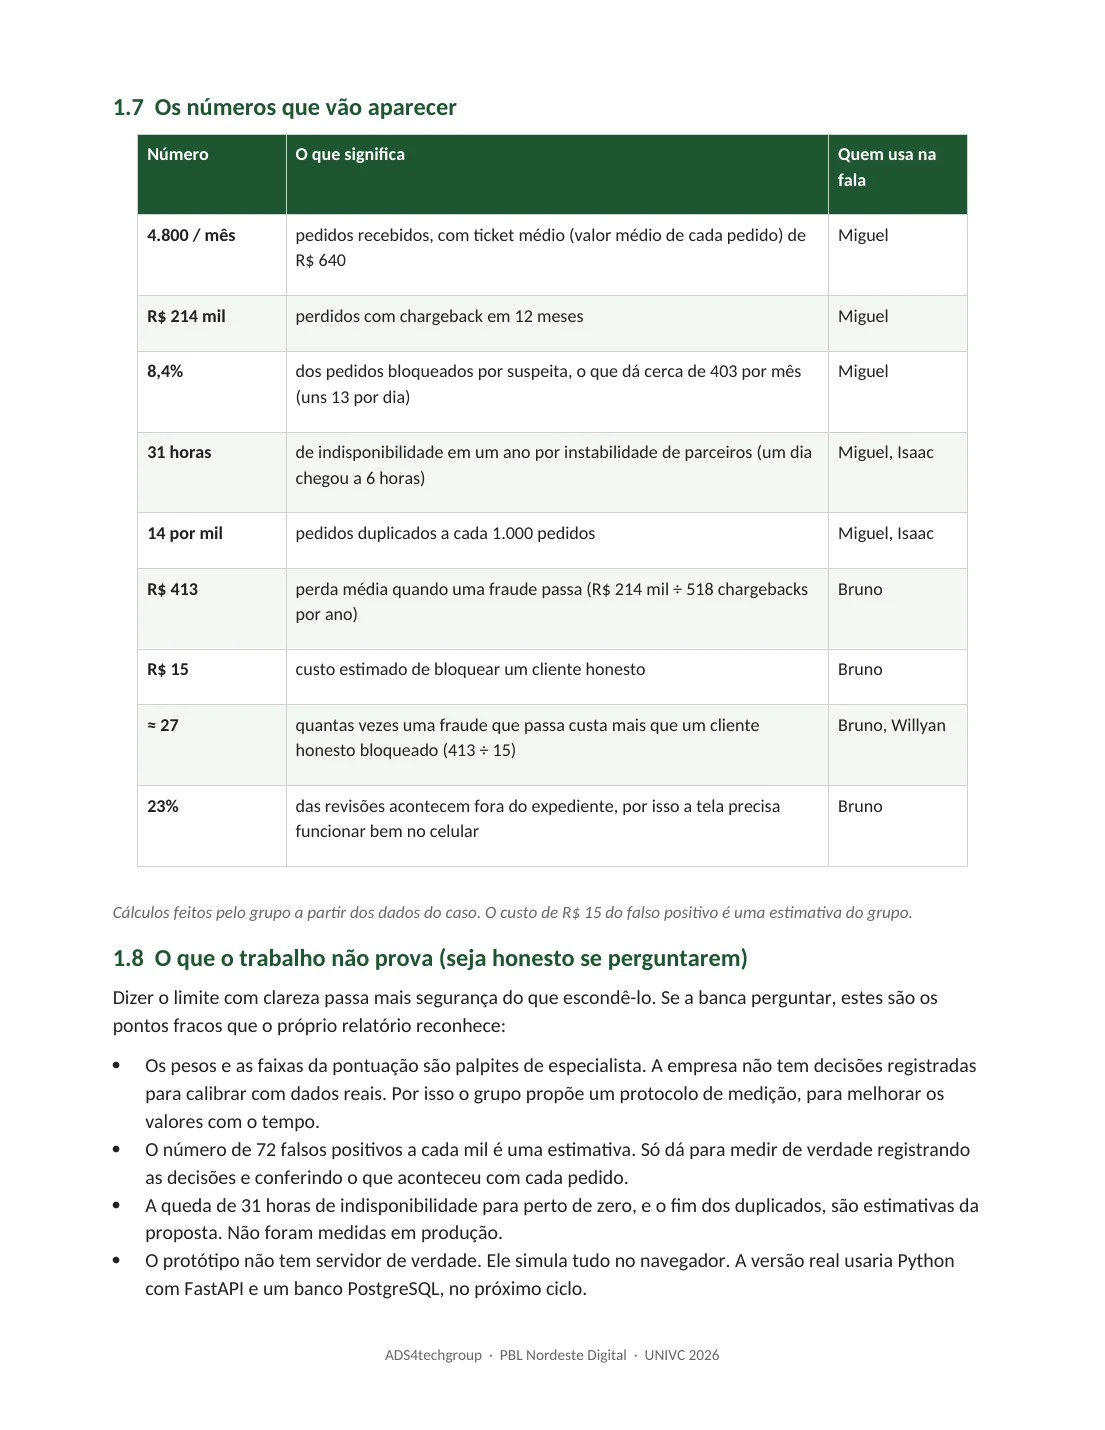 1.7 Os números que vão aparecer
Número
O que significa
Quem usa na
fala
4.800 / mês
pedidos recebidos, com ticket médio (valor médio de cada pedido) de
R$ 640
Miguel
R$ 214 mil
perdidos com chargeback em 12 meses
Miguel
8,4%
dos pedidos bloqueados por suspeita, o que dá cerca de 403 por mês
(uns 13 por dia)
Miguel
31 horas
de indisponibilidade em um ano por instabilidade de parceiros (um dia
chegou a 6 horas)
Miguel, Isaac
14 por mil
pedidos duplicados a cada 1.000 pedidos
Miguel, Isaac
R$ 413
perda média quando uma fraude passa (R$ 214 mil ÷ 518 chargebacks
por ano)
Bruno
R$ 15
custo estimado de bloquear um cliente honesto
Bruno
≈ 27
quantas vezes uma fraude que passa custa mais que um cliente
honesto bloqueado (413 ÷ 15)
Bruno, Willyan
23%
das revisões acontecem fora do expediente, por isso a tela precisa
funcionar bem no celular
Bruno
Cálculos feitos pelo grupo a partir dos dados do caso. O custo de R$ 15 do falso positivo é uma estimativa do grupo.
1.8 O que o trabalho não prova (seja honesto se perguntarem)
Dizer o limite com clareza passa mais segurança do que escondê-lo. Se a banca perguntar, estes são os
pontos fracos que o próprio relatório reconhece:
• Os pesos e as faixas da pontuação são palpites de especialista. A empresa não tem decisões registradas
para calibrar com dados reais. Por isso o grupo propõe um protocolo de medição, para melhorar os
valores com o tempo.
• O número de 72 falsos positivos a cada mil é uma estimativa. Só dá para medir de verdade registrando
as decisões e conferindo o que aconteceu com cada pedido.
• A queda de 31 horas de indisponibilidade para perto de zero, e o fim dos duplicados, são estimativas da
proposta. Não foram medidas em produção.
• O protótipo não tem servidor de verdade. Ele simula tudo no navegador. A versão real usaria Python
com FastAPI e um banco PostgreSQL, no próximo ciclo.
ADS4techgroup · PBL Nordeste Digital · UNIVC 2026